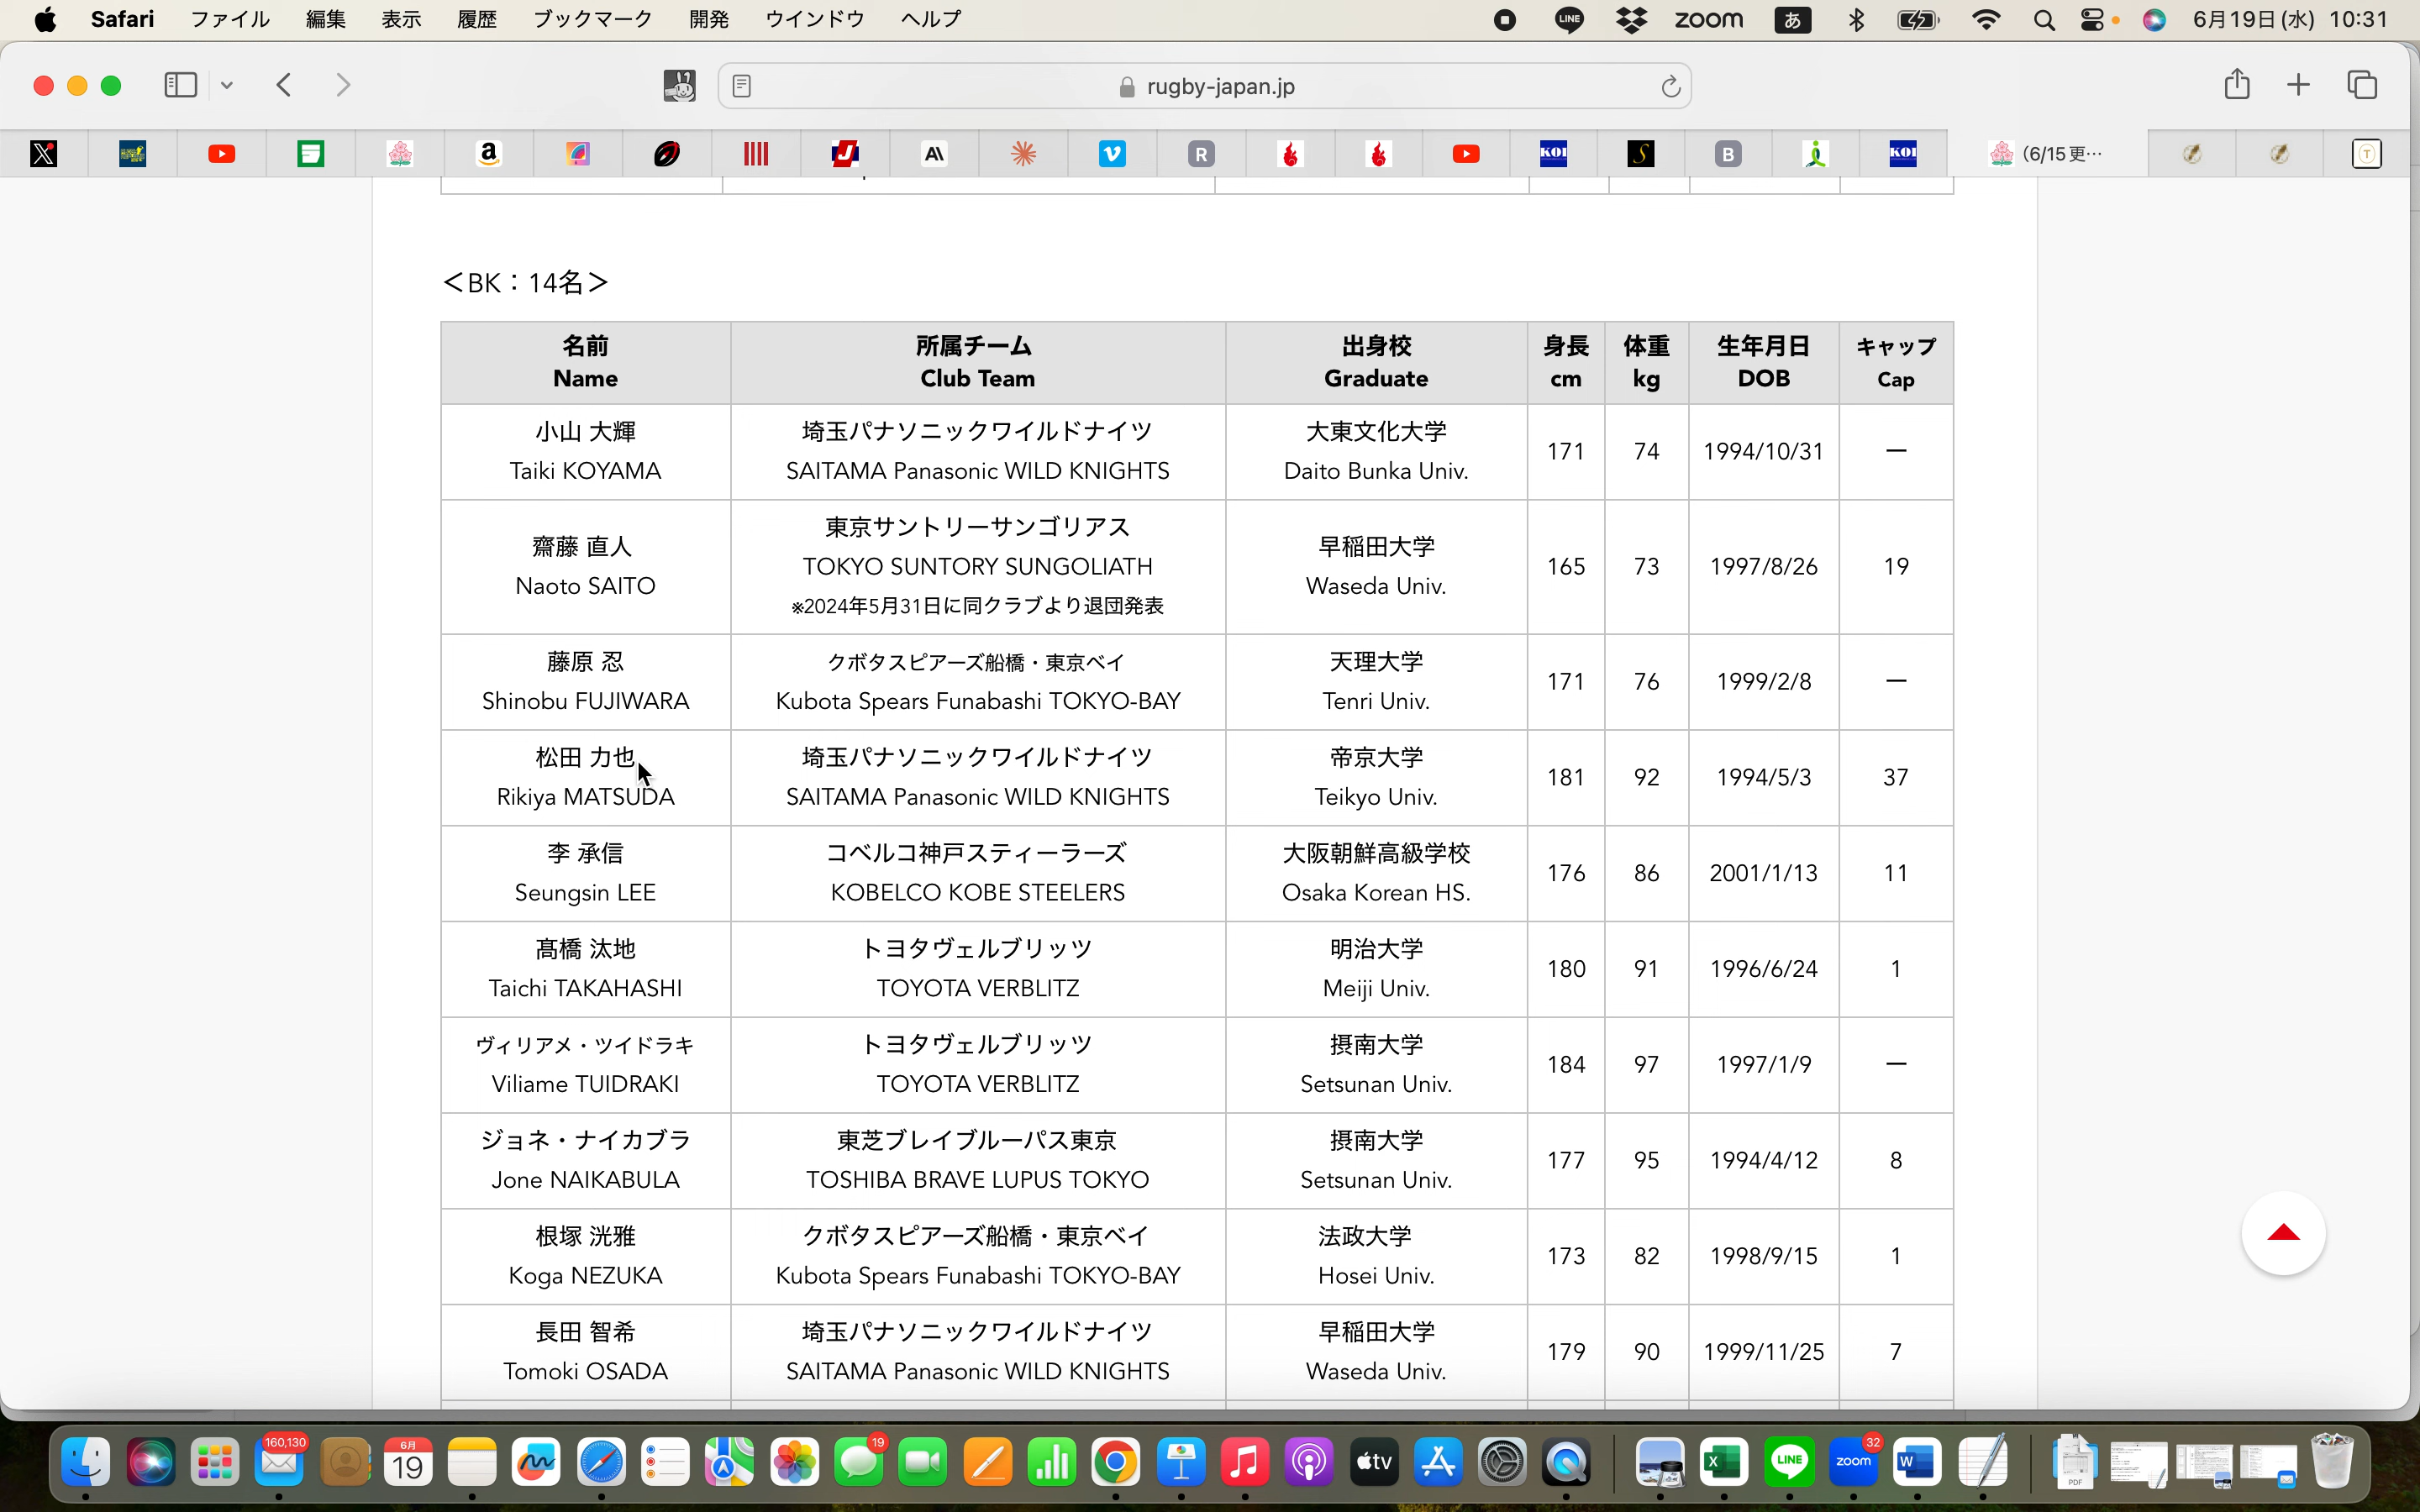 Safari ファイル 編集 表示 履歴 ブックマーク 開発 ウインドウ ヘルプ LINE zoom あ 6月19日(水) 10:31
rugby-japan.jp
a J A\ V R KOI S B KOI (6/15更… T
＜BK：14名＞
名前 所属チーム 出身校 身長 体重 生年月日 キャップ
Name Club Team Graduate cm kg DOB Cap
小山 大輝 埼玉パナソニックワイルドナイツ 大東文化大学
Taiki KOYAMA SAITAMA Panasonic WILD KNIGHTS Daito Bunka Univ. 171 74 1994/10/31 ー
齋藤 直人 東京サントリーサンゴリアス 早稲田大学
Naoto SAITO TOKYO SUNTORY SUNGOLIATH Waseda Univ. 165 73 1997/8/26 19
※2024年5月31日に同クラブより退団発表
藤原 忍 クボタスピアーズ船橋・東京ベイ 天理大学
Shinobu FUJIWARA Kubota Spears Funabashi TOKYO-BAY Tenri Univ. 171 76 1999/2/8 ー
松田 力也 埼玉パナソニックワイルドナイツ 帝京大学
Rikiya MATSUDA SAITAMA Panasonic WILD KNIGHTS Teikyo Univ. 181 92 1994/5/3 37
李 承信 コベルコ神戸スティーラーズ 大阪朝鮮高級学校
Seungsin LEE KOBELCO KOBE STEELERS Osaka Korean HS. 176 86 2001/1/13 11
髙橋 汰地 トヨタヴェルブリッツ 明治大学
Taichi TAKAHASHI TOYOTA VERBLITZ Meiji Univ. 180 91 1996/6/24 1
ヴィリアメ・ツイドラキ トヨタヴェルブリッツ 摂南大学
Viliame TUIDRAKI TOYOTA VERBLITZ Setsunan Univ. 184 97 1997/1/9 ー
ジョネ・ナイカブラ 東芝ブレイブルーパス東京 摂南大学
Jone NAIKABULA TOSHIBA BRAVE LUPUS TOKYO Setsunan Univ. 177 95 1994/4/12 8
根塚 洸雅 クボタスピアーズ船橋・東京ベイ 法政大学
Koga NEZUKA Kubota Spears Funabashi TOKYO-BAY Hosei Univ. 173 82 1998/9/15 1
長田 智希 埼玉パナソニックワイルドナイツ 早稲田大学
Tomoki OSADA SAITAMA Panasonic WILD KNIGHTS Waseda Univ. 179 90 1999/11/25 7
160,130 6月 19 19 tv X LINE zoom 32 W PDF